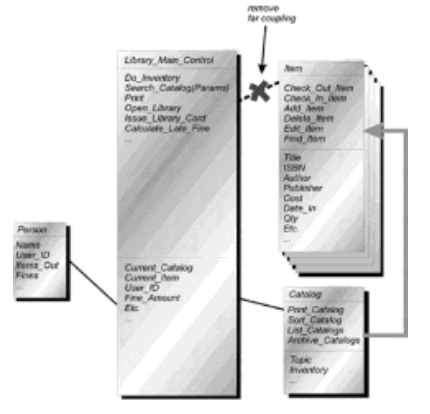 remove
far coupling
Library_Main_Control
Do_Inventory
Search_Catalog(Params)
Print
Open_Library
Issue_Library_Card
Calculate_Late_Fine
...
Current_Catalog
Current_Item
User_ID
Fine_Amount
Etc.
...
Item
Check_Out_Item
Check_In_Item
Add_Item
Delete_Item
Edit_Item
Find_Item
Title
ISBN
Author
Publisher
Cost
Date_In
Qty
Etc.
...
Person
Name
User_ID
Items_Out
Fines
...
Catalog
Print_Catalog
Sort_Catalog
List_Catalogs
Archive_Catalogs
Topic
Inventory
...